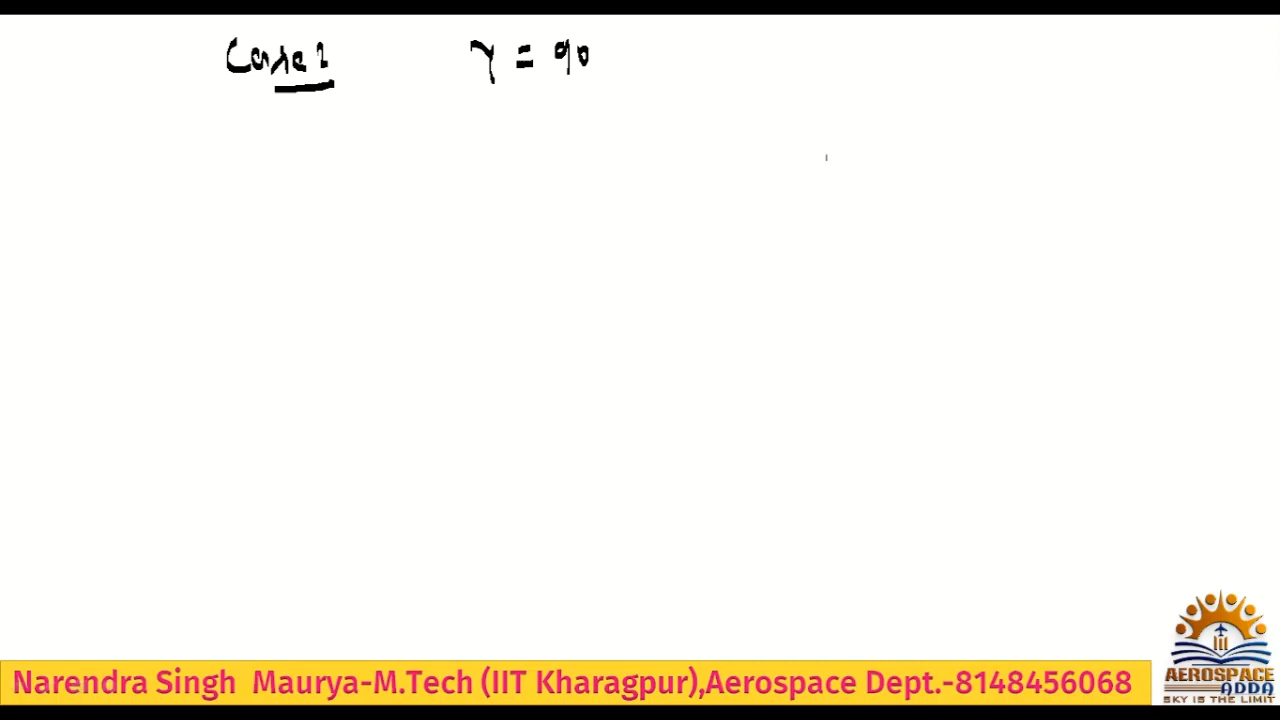 Case 1 γ = 90
Narendra Singh Maurya-M.Tech (IIT Kharagpur),Aerospace Dept.-8148456068
AEROSPACE
ADDA
SKY IS THE LIMIT